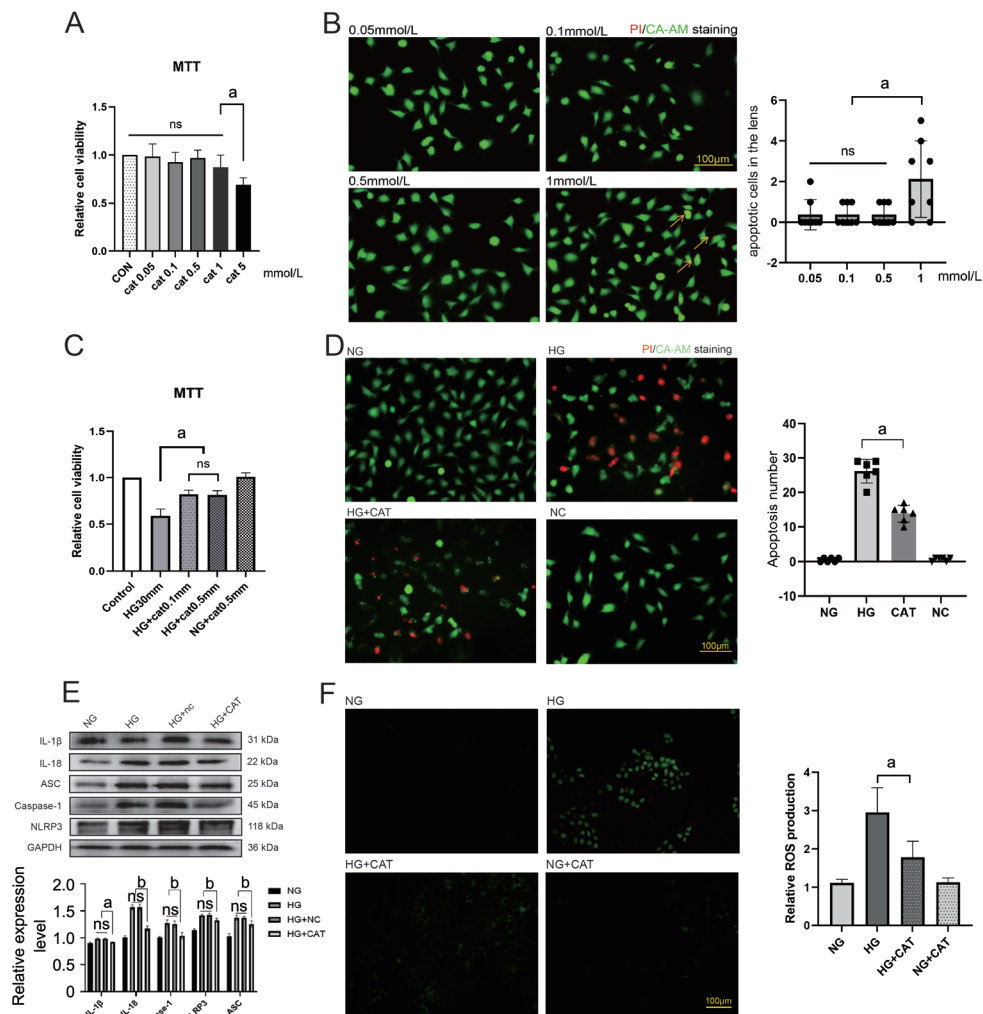 A
MTT
a
ns
Relative cell viability
1.5
1.0
0.5
0.0
CON
cat 0.05
cat 0.1
cat 0.5
cat 1
cat 5
mmol/L
B
0.05mmol/L
0.1mmol/L
PI/CA-AM staining
100μm
0.5mmol/L
1mmol/L
a
ns
apoptotic cells in the lens
6
4
2
0
-2
0.05
0.1
0.5
1
mmol/L
C
MTT
a
ns
Relative cell viability
1.5
1.0
0.5
0.0
Control
HG30mm
HG+cat0.1mm
HG+cat0.5mm
NG+cat0.5mm
D
NG
HG
PI/CA-AM staining
HG+CAT
NC
100μm
a
Apoptosis number
40
30
20
10
0
-10
NG
HG
CAT
NC
E
NG
HG
HG+nc
HG+CAT
IL-1β
31 kDa
IL-18
22 kDa
ASC
25 kDa
Caspase-1
45 kDa
NLRP3
118 kDa
GAPDH
36 kDa
Relative expression
level
2.0
1.5
1.0
0.5
0
a
ns
b
ns
b
ns
b
ns
b
ns
NG
HG
HG+NC
HG+CAT
IL-1β
IL-18
ase-1
LRP3
ASC
F
NG
HG
HG+CAT
NG+CAT
100μm
a
Relative ROS production
4
3
2
1
0
NG
HG
HG+CAT
NG+CAT